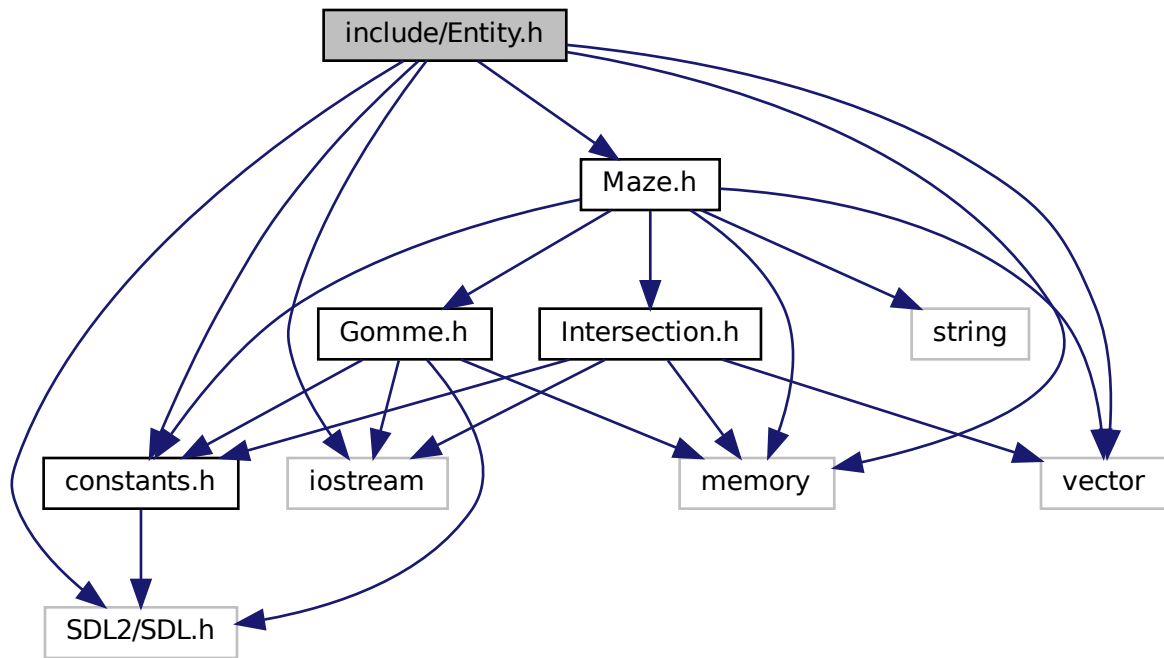 include/Entity.h
Maze.h
Gomme.h
Intersection.h
string
constants.h
iostream
memory
vector
SDL2/SDL.h